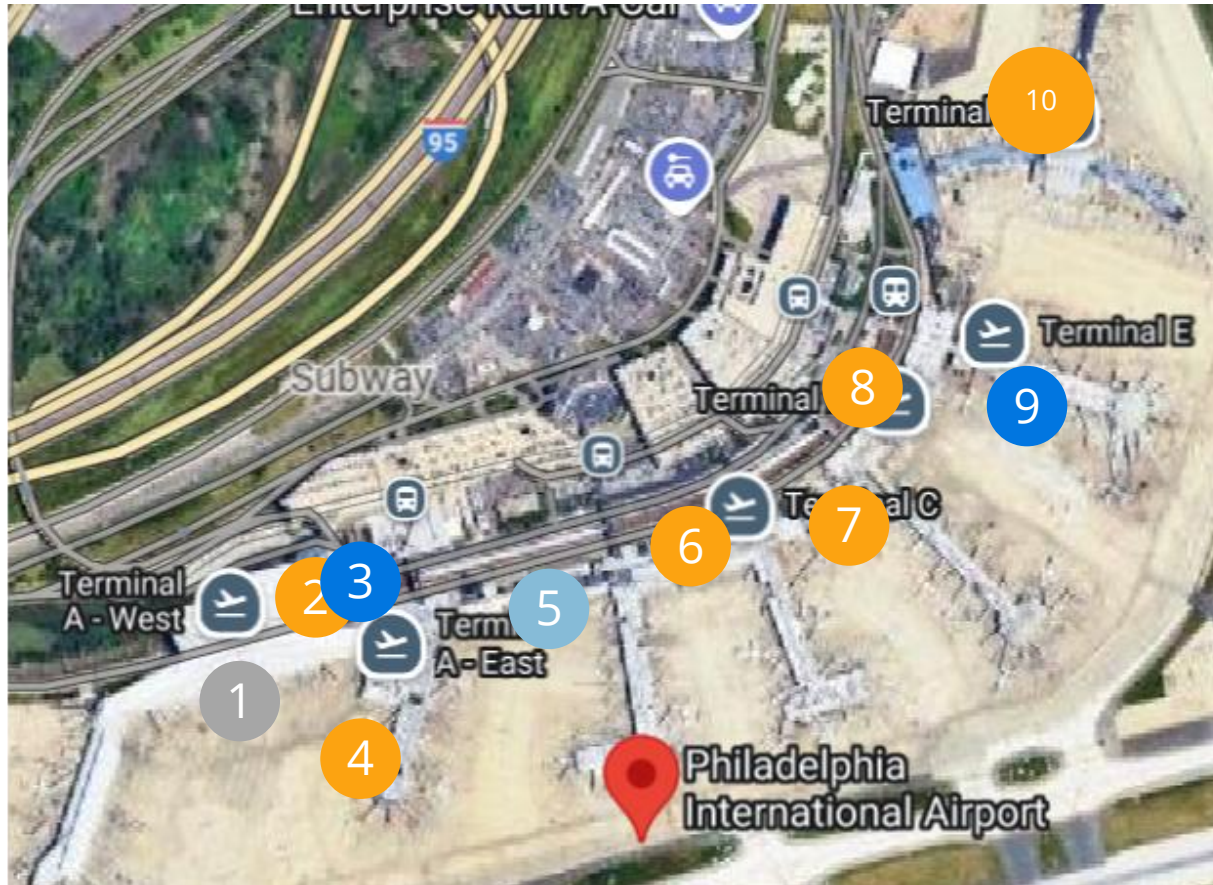 Enterprise Rent-A-Car
95
Terminal
10
Terminal E
Subway
Terminal
8
9
Terminal C
7
6
Terminal
A - West
2
3
5
Terminal
A - East
1
4
Philadelphia
International Airport